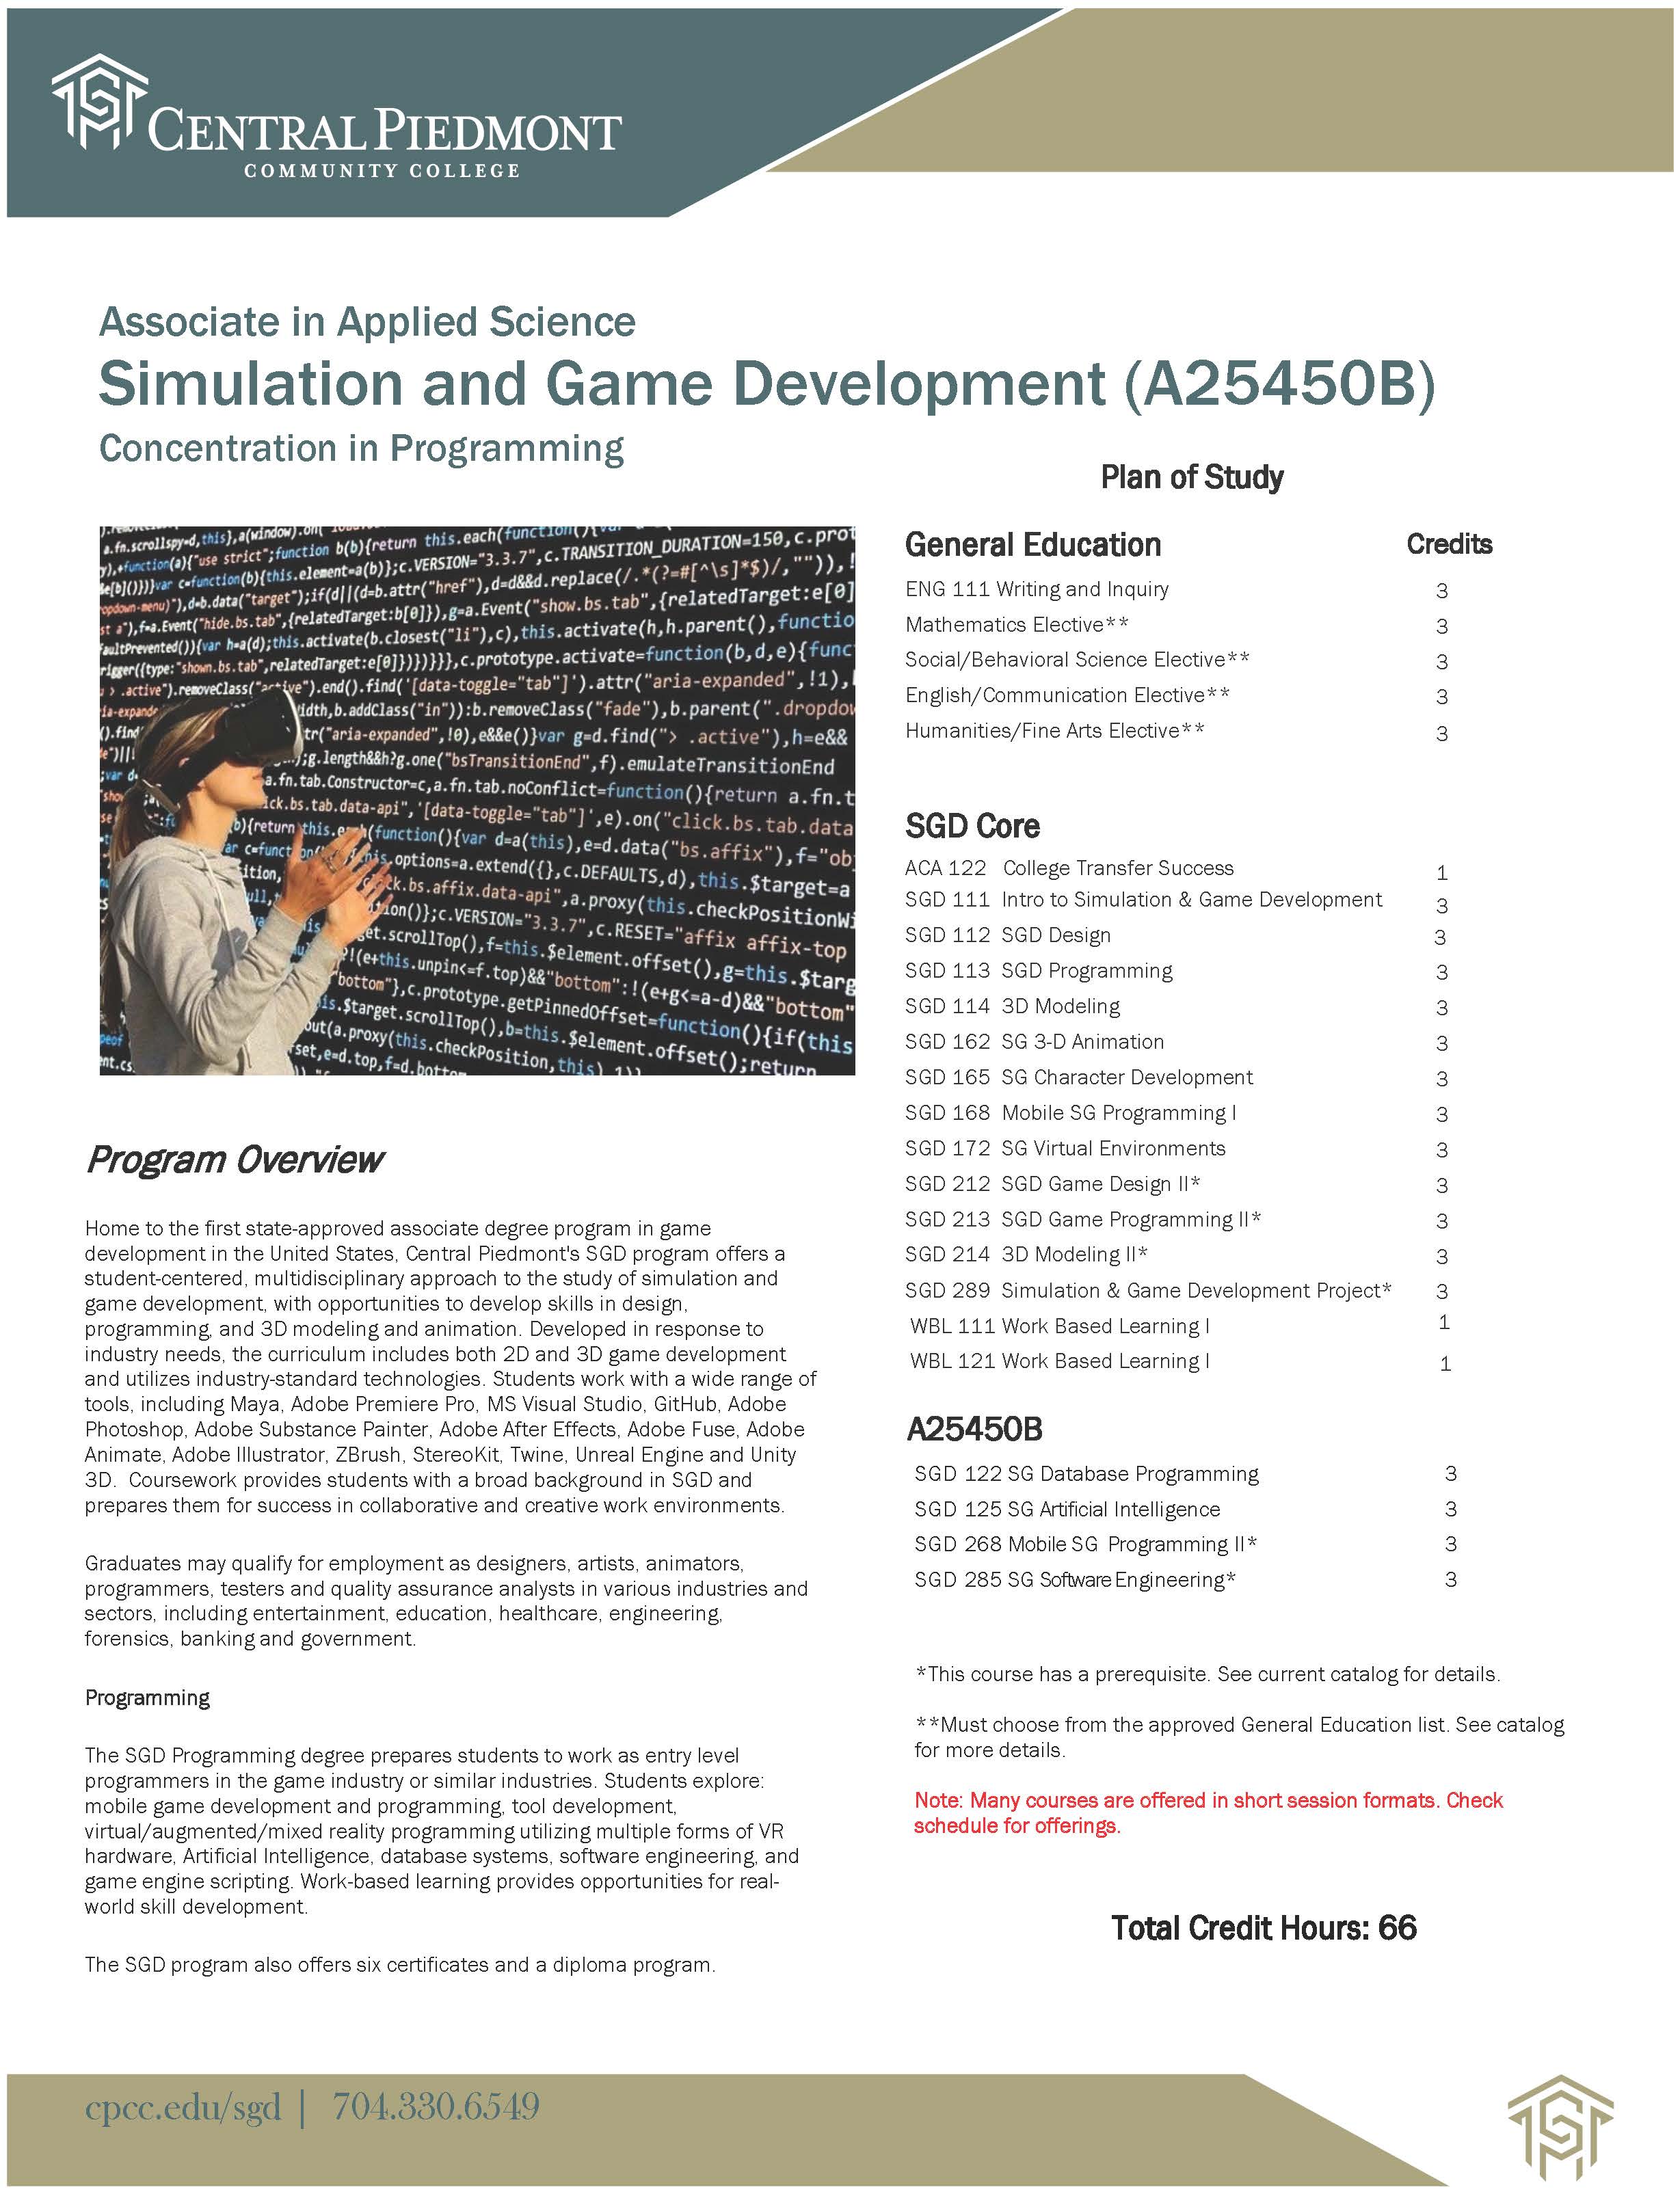 CENTRAL PIEDMONT
COMMUNITY COLLEGE
Associate in Applied Science
Simulation and Game Development (A25450B)
Concentration in Programming
Program Overview
Home to the first state-approved associate degree program in game
development in the United States, Central Piedmont's SGD program offers a
student-centered, multidisciplinary approach to the study of simulation and
game development, with opportunities to develop skills in design,
programming, and 3D modeling and animation. Developed in response to
industry needs, the curriculum includes both 2D and 3D game development
and utilizes industry-standard technologies. Students work with a wide range of
tools, including Maya, Adobe Premiere Pro, MS Visual Studio, GitHub, Adobe
Photoshop, Adobe Substance Painter, Adobe After Effects, Adobe Fuse, Adobe
Animate, Adobe Illustrator, ZBrush, StereoKit, Twine, Unreal Engine and Unity
3D.  Coursework provides students with a broad background in SGD and
prepares them for success in collaborative and creative work environments.
Graduates may qualify for employment as designers, artists, animators,
programmers, testers and quality assurance analysts in various industries and
sectors, including entertainment, education, healthcare, engineering,
forensics, banking and government.
Programming
The SGD Programming degree prepares students to work as entry level
programmers in the game industry or similar industries. Students explore:
mobile game development and programming, tool development,
virtual/augmented/mixed reality programming utilizing multiple forms of VR
hardware, Artificial Intelligence, database systems, software engineering, and
game engine scripting. Work-based learning provides opportunities for real-
world skill development.
The SGD program also offers six certificates and a diploma program.
Plan of Study
General Education Credits
ENG 111 Writing and Inquiry 3
Mathematics Elective** 3
Social/Behavioral Science Elective** 3
English/Communication Elective** 3
Humanities/Fine Arts Elective** 3
SGD Core
ACA 122 College Transfer Success 1
SGD 111 Intro to Simulation & Game Development 3
SGD 112 SGD Design 3
SGD 113 SGD Programming 3
SGD 114 3D Modeling 3
SGD 162 SG 3-D Animation 3
SGD 165 SG Character Development 3
SGD 168 Mobile SG Programming I 3
SGD 172 SG Virtual Environments 3
SGD 212 SGD Game Design II* 3
SGD 213 SGD Game Programming II* 3
SGD 214 3D Modeling II* 3
SGD 289 Simulation & Game Development Project* 3
WBL 111 Work Based Learning I 1
WBL 121 Work Based Learning I 1
A25450B
SGD 122 SG Database Programming 3
SGD 125 SG Artificial Intelligence 3
SGD 268 Mobile SG Programming II* 3
SGD 285 SG Software Engineering* 3
*This course has a prerequisite. See current catalog for details.
**Must choose from the approved General Education list. See catalog
for more details.
Note: Many courses are offered in short session formats. Check
schedule for offerings.
Total Credit Hours: 66
cpcc.edu/sgd | 704.330.6549